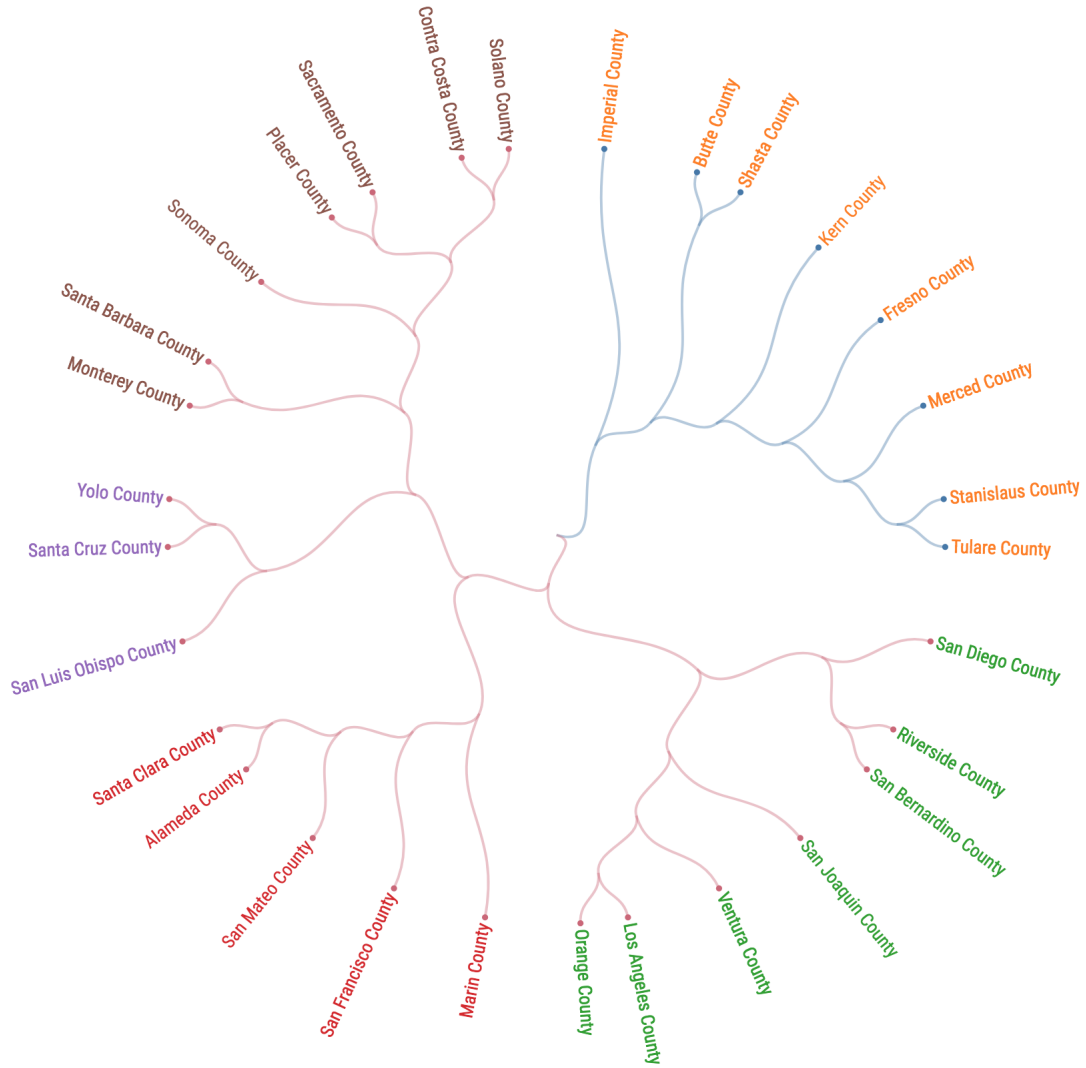 Imperial County
Butte County
Shasta County
Kern County
Fresno County
Merced County
Stanislaus County
Tulare County
San Diego County
Riverside County
San Bernardino County
San Joaquin County
Ventura County
Los Angeles County
Orange County
Marin County
San Francisco County
San Mateo County
Alameda County
Santa Clara County
San Luis Obispo County
Santa Cruz County
Yolo County
Monterey County
Santa Barbara County
Sonoma County
Placer County
Sacramento County
Contra Costa County
Solano County